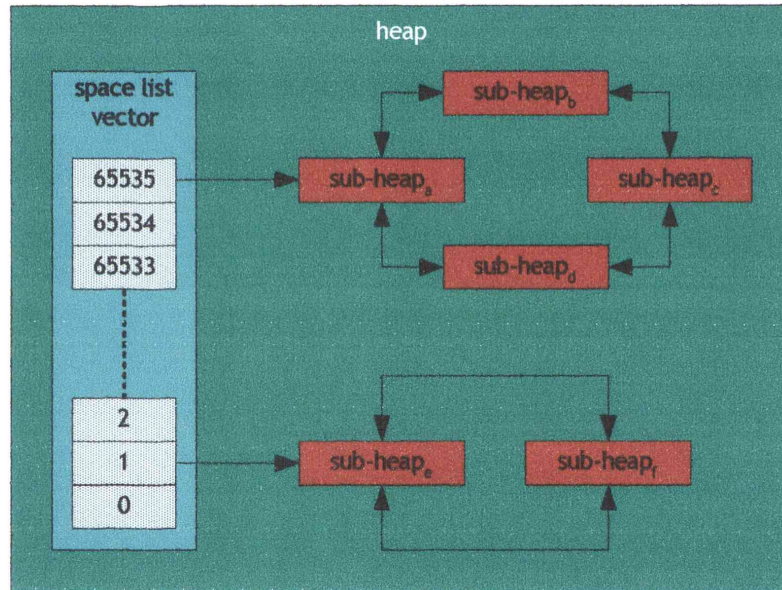 heap
space list
vector
65535
65534
65533
2
1
0
sub-heap_b
sub-heap_a
sub-heap_c
sub-heap_d
sub-heap_e
sub-heap_f